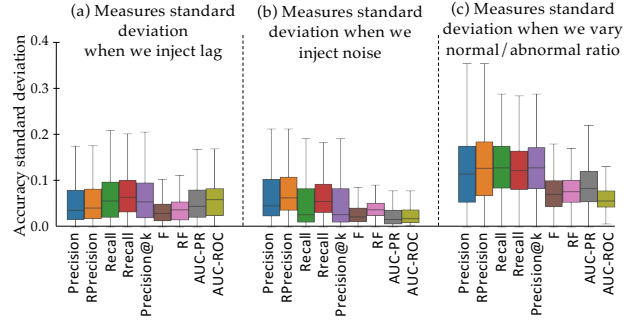 (a) Measures standard
deviation
when we inject lag
(b) Measures standard
deviation when we
inject noise
(c) Measures standard
deviation when we vary
normal/abnormal ratio
Accuracy standard deviation
0.4
0.3
0.2
0.1
0.0
Precision
RPrecision
Recall
Rrecall
Precision@k
F
RF
AUC-PR
AUC-ROC
Precision
RPrecision
Recall
Rrecall
Precision@k
F
RF
AUC-PR
AUC-ROC
Precision
RPrecision
Recall
Rrecall
Precision@k
F
RF
AUC-PR
AUC-ROC